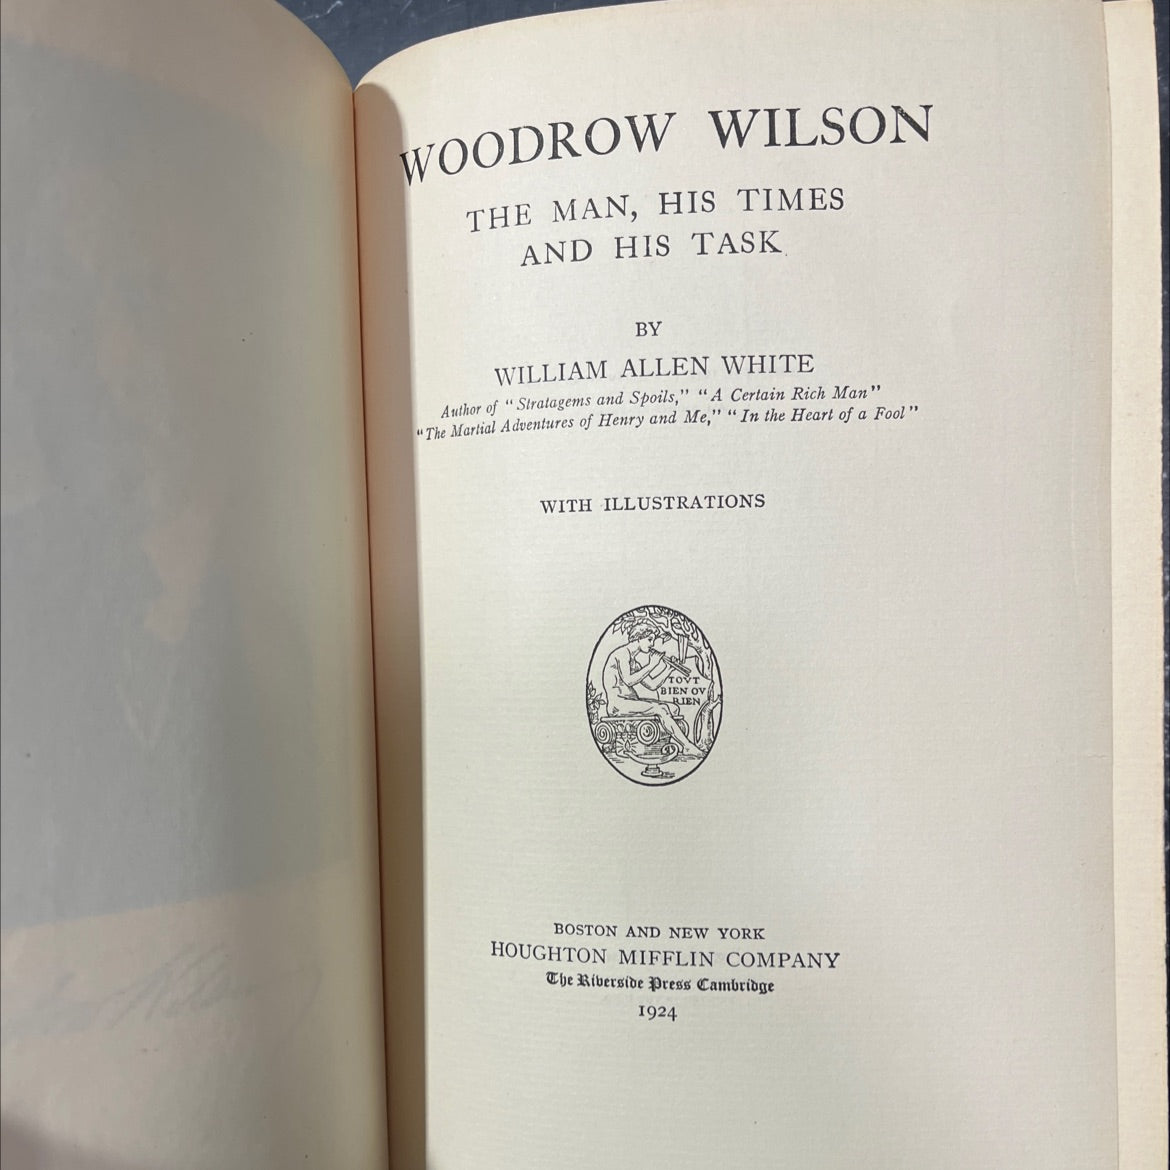 WOODROW WILSON
THE MAN, HIS TIMES
AND HIS TASK
BY
WILLIAM ALLEN WHITE
Author of "Stratagems and Spoils," "A Certain Rich Man"
"The Martial Adventures of Henry and Me," "In the Heart of a Fool"
WITH ILLUSTRATIONS
TOVT
BIEN OV
RIEN
BOSTON AND NEW YORK
HOUGHTON MIFFLIN COMPANY
The Riverside Press Cambridge
1924